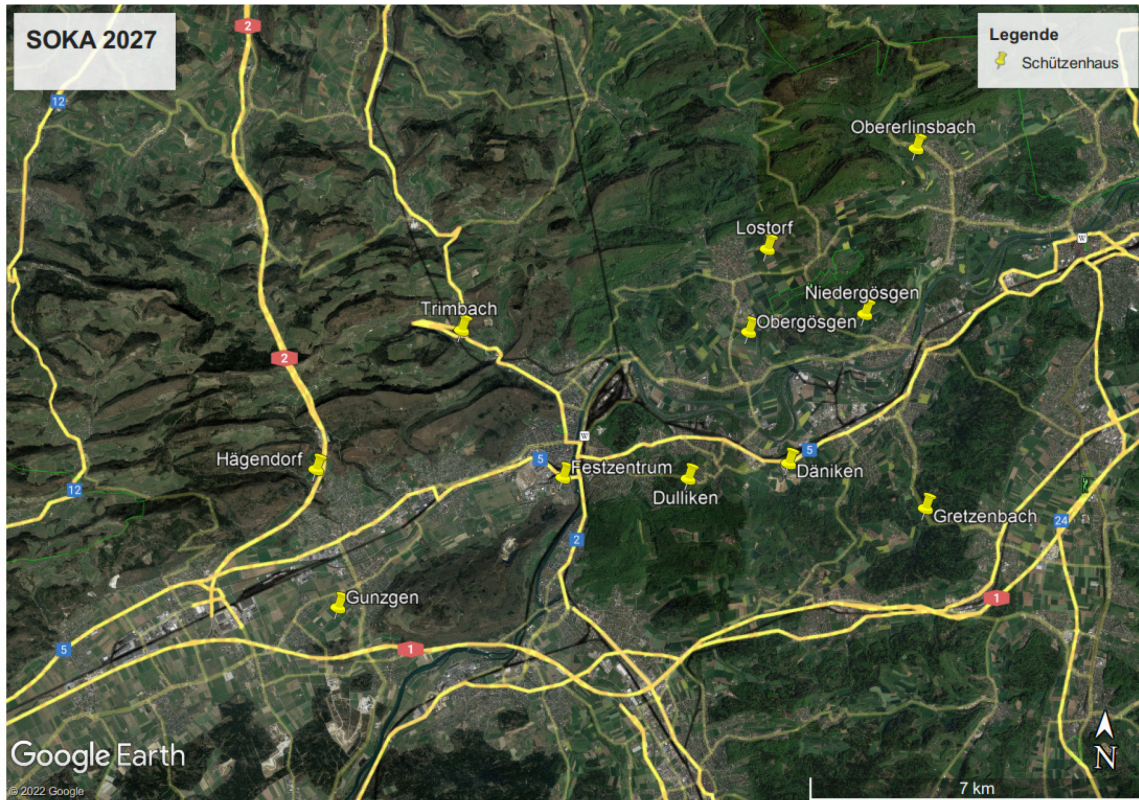 SOKA 2027
Legende
Schützenhaus
2
12
Obererlinsbach
Lostorf
W
Niedergösgen
Trimbach
Obergösgen
2
W
Hägendorf
5
Festzentrum
5
Däniken
12
Dulliken
Gretzenbach
24
2
Gunzgen
1
5
1
Google Earth
N
© 2022 Google
7 km